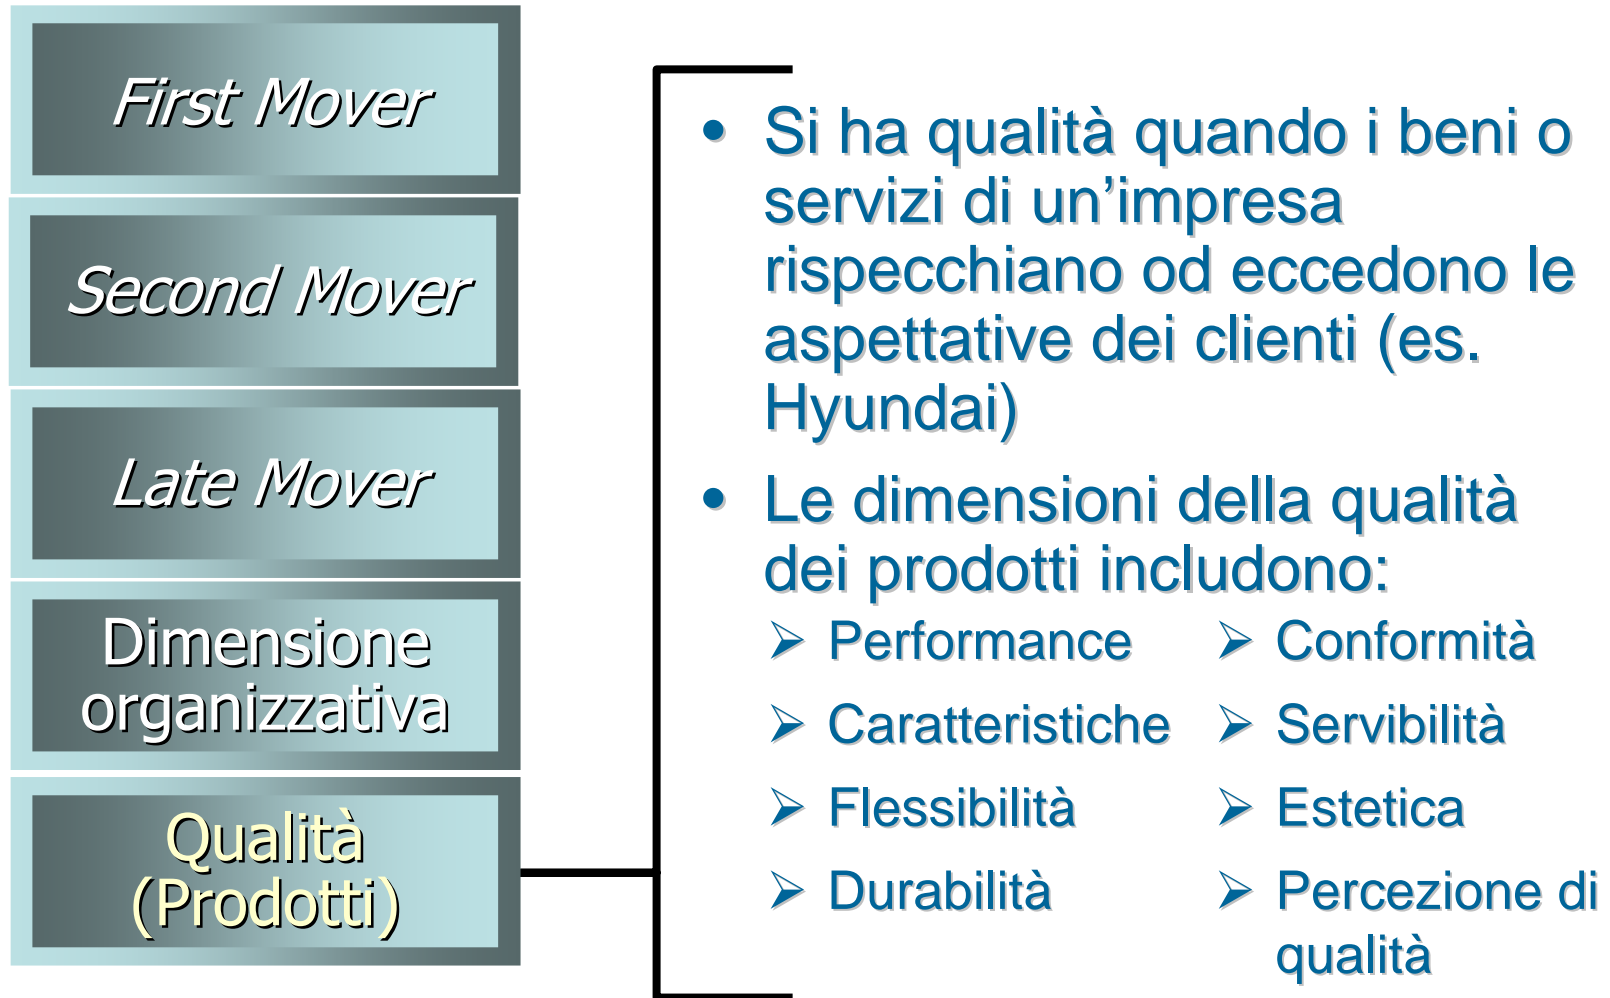 First Mover
Second Mover
Late Mover
Dimensione
organizzativa
Qualità
(Prodotti)
• Si ha qualità quando i beni o
servizi di un'impresa
rispecchiano od eccedono le
aspettative dei clienti (es.
Hyundai)
• Le dimensioni della qualità
dei prodotti includono:
➢ Performance
➢ Caratteristiche
➢ Flessibilità
➢ Durabilità
➢ Conformità
➢ Servibilità
➢ Estetica
➢ Percezione di
qualità